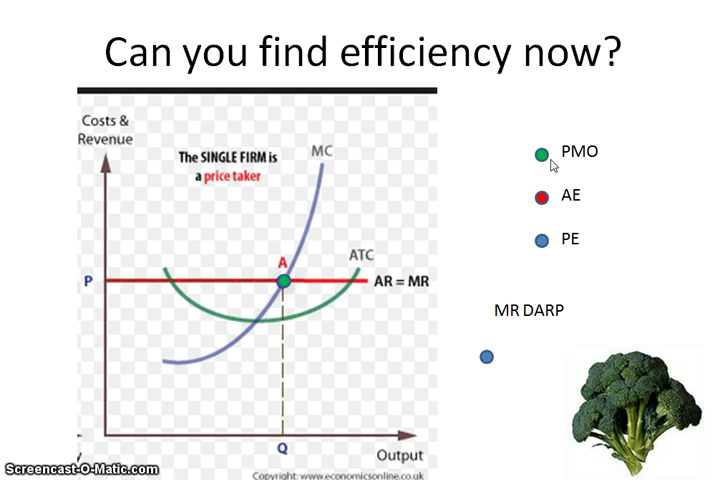 Can you find efficiency now?
Costs &
Revenue
The SINGLE FIRM is
a price taker
MC
PMO
AE
PE
A
ATC
P
AR = MR
MR DARP
Q
Output
Screencast-O-Matic.com
Copyright: www.economicsonline.co.uk